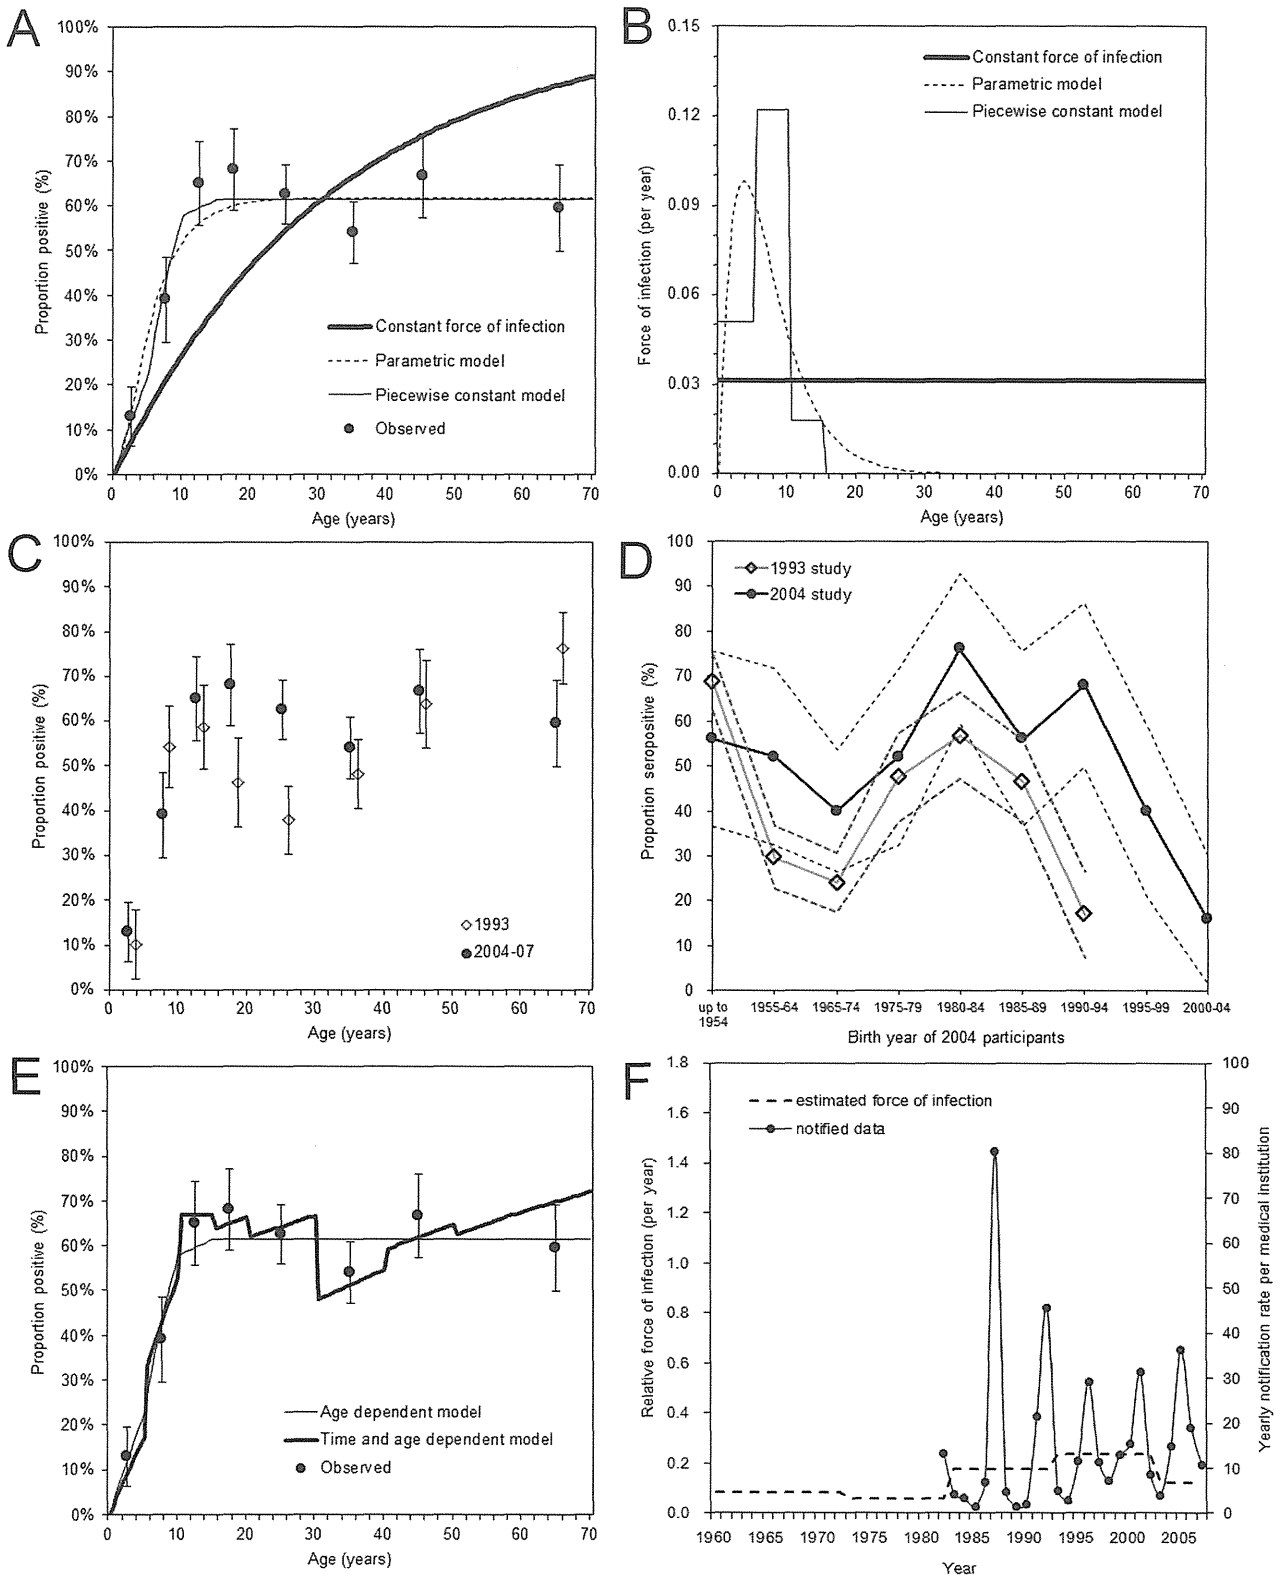 A
100%
90%
80%
70%
60%
50%
40%
30%
20%
10%
0%
Proportion positive (%)
Constant force of infection
Parametric model
Piecewise constant model
Observed
0 10 20 30 40 50 60 70
Age (years)
B
0.15
0.12
0.09
0.06
0.03
0.00
Force of infection (per year)
Constant force of infection
Parametric model
Piecewise constant model
0 10 20 30 40 50 60 70
Age (years)
C
100%
90%
80%
70%
60%
50%
40%
30%
20%
10%
0%
Proportion positive (%)
1993
2004-07
0 10 20 30 40 50 60 70
Age (years)
D
100
90
80
70
60
50
40
30
20
10
0
Proportion seropositive (%)
1993 study
2004 study
up to 1955-64 1965-74 1975-79 1980-84 1985-89 1990-94 1995-99 2000-04
1954
Birth year of 2004 participants
E
100%
90%
80%
70%
60%
50%
40%
30%
20%
10%
0%
Proportion positive (%)
Age dependent model
Time and age dependent model
Observed
0 10 20 30 40 50 60 70
Age (years)
F
1.8
1.6
1.4
1.2
1.0
0.8
0.6
0.4
0.2
0.0
Relative force of infection (per year)
estimated force of infection
notified data
100
90
80
70
60
50
40
30
20
10
0
Yearly notification rate per medical institution
1960 1965 1970 1975 1980 1985 1990 1995 2000 2005
Year